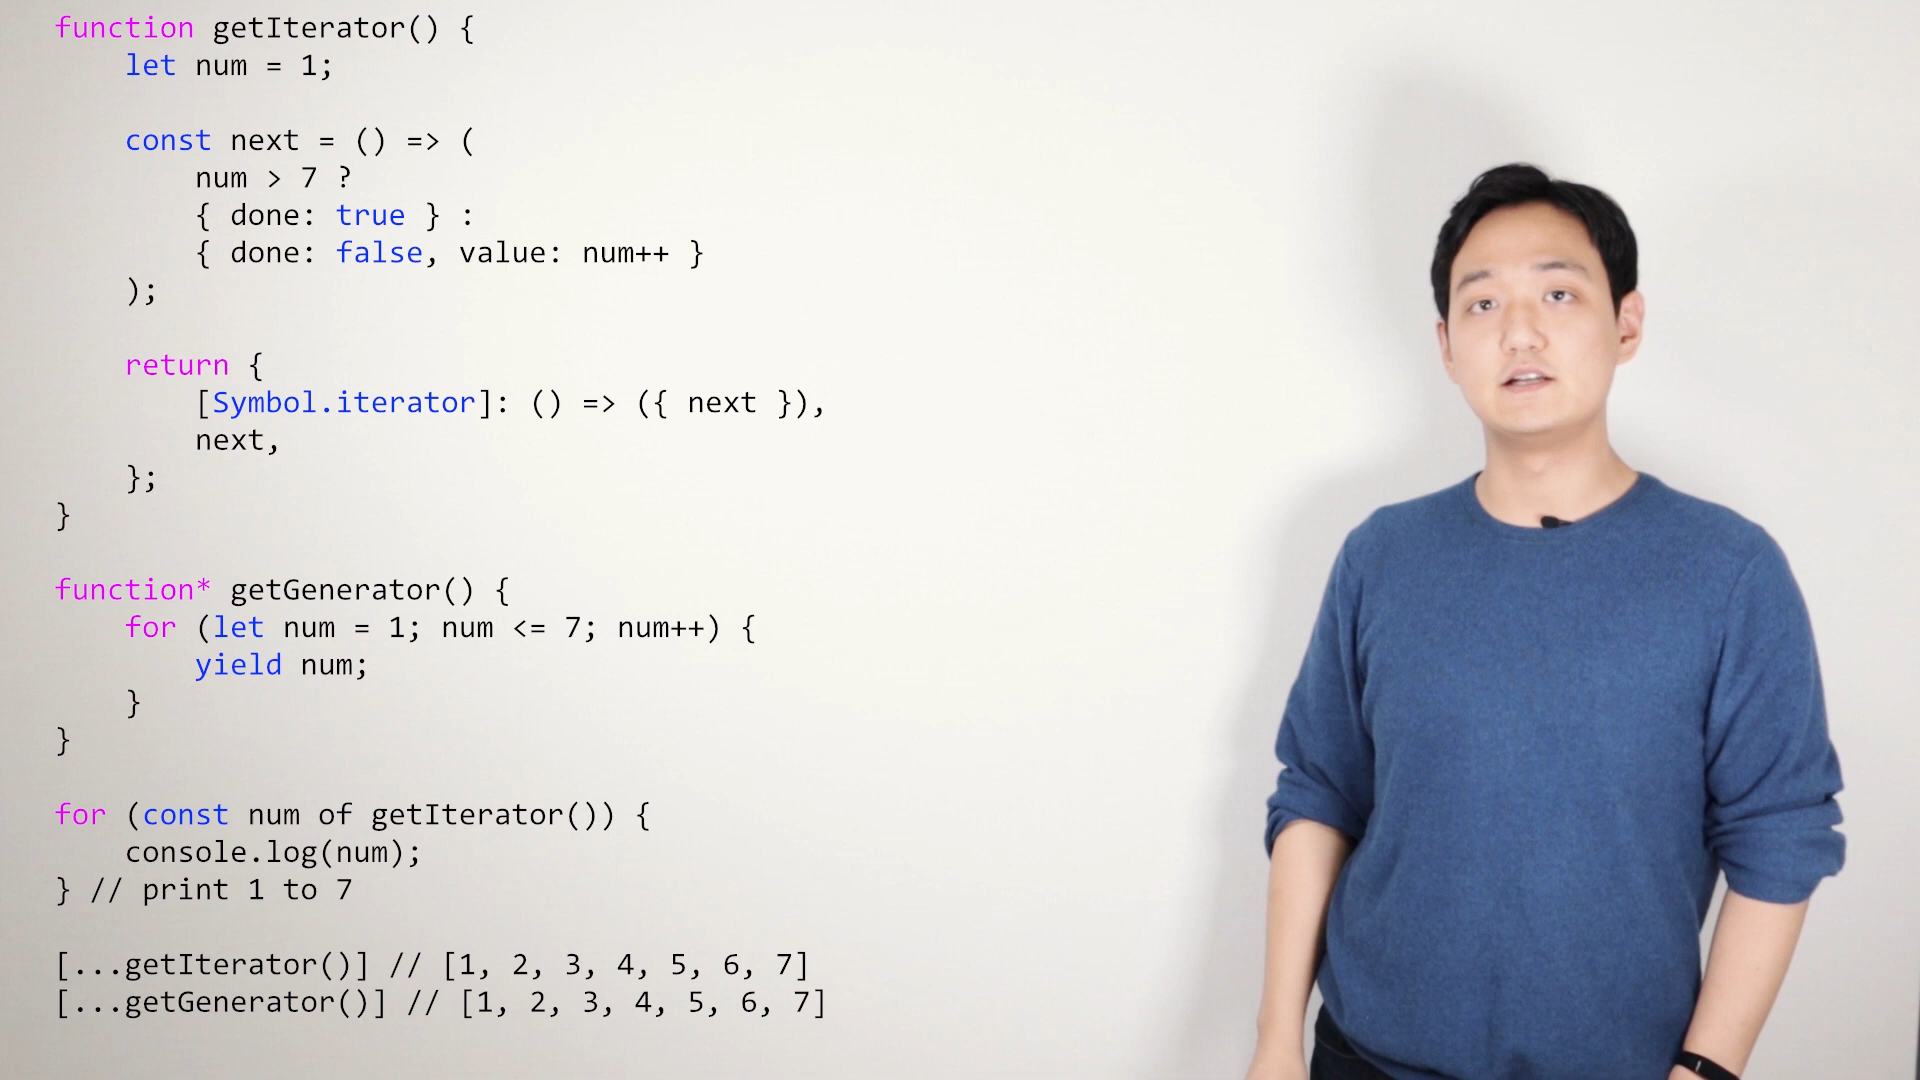 function getIterator() {
    let num = 1;

    const next = () => (
        num > 7 ?
        { done: true } :
        { done: false, value: num++ }
    );

    return {
        [Symbol.iterator]: () => ({ next }),
        next,
    };
}

function* getGenerator() {
    for (let num = 1; num <= 7; num++) {
        yield num;
    }
}

for (const num of getIterator()) {
    console.log(num);
} // print 1 to 7

[...getIterator()] // [1, 2, 3, 4, 5, 6, 7]
[...getGenerator()] // [1, 2, 3, 4, 5, 6, 7]